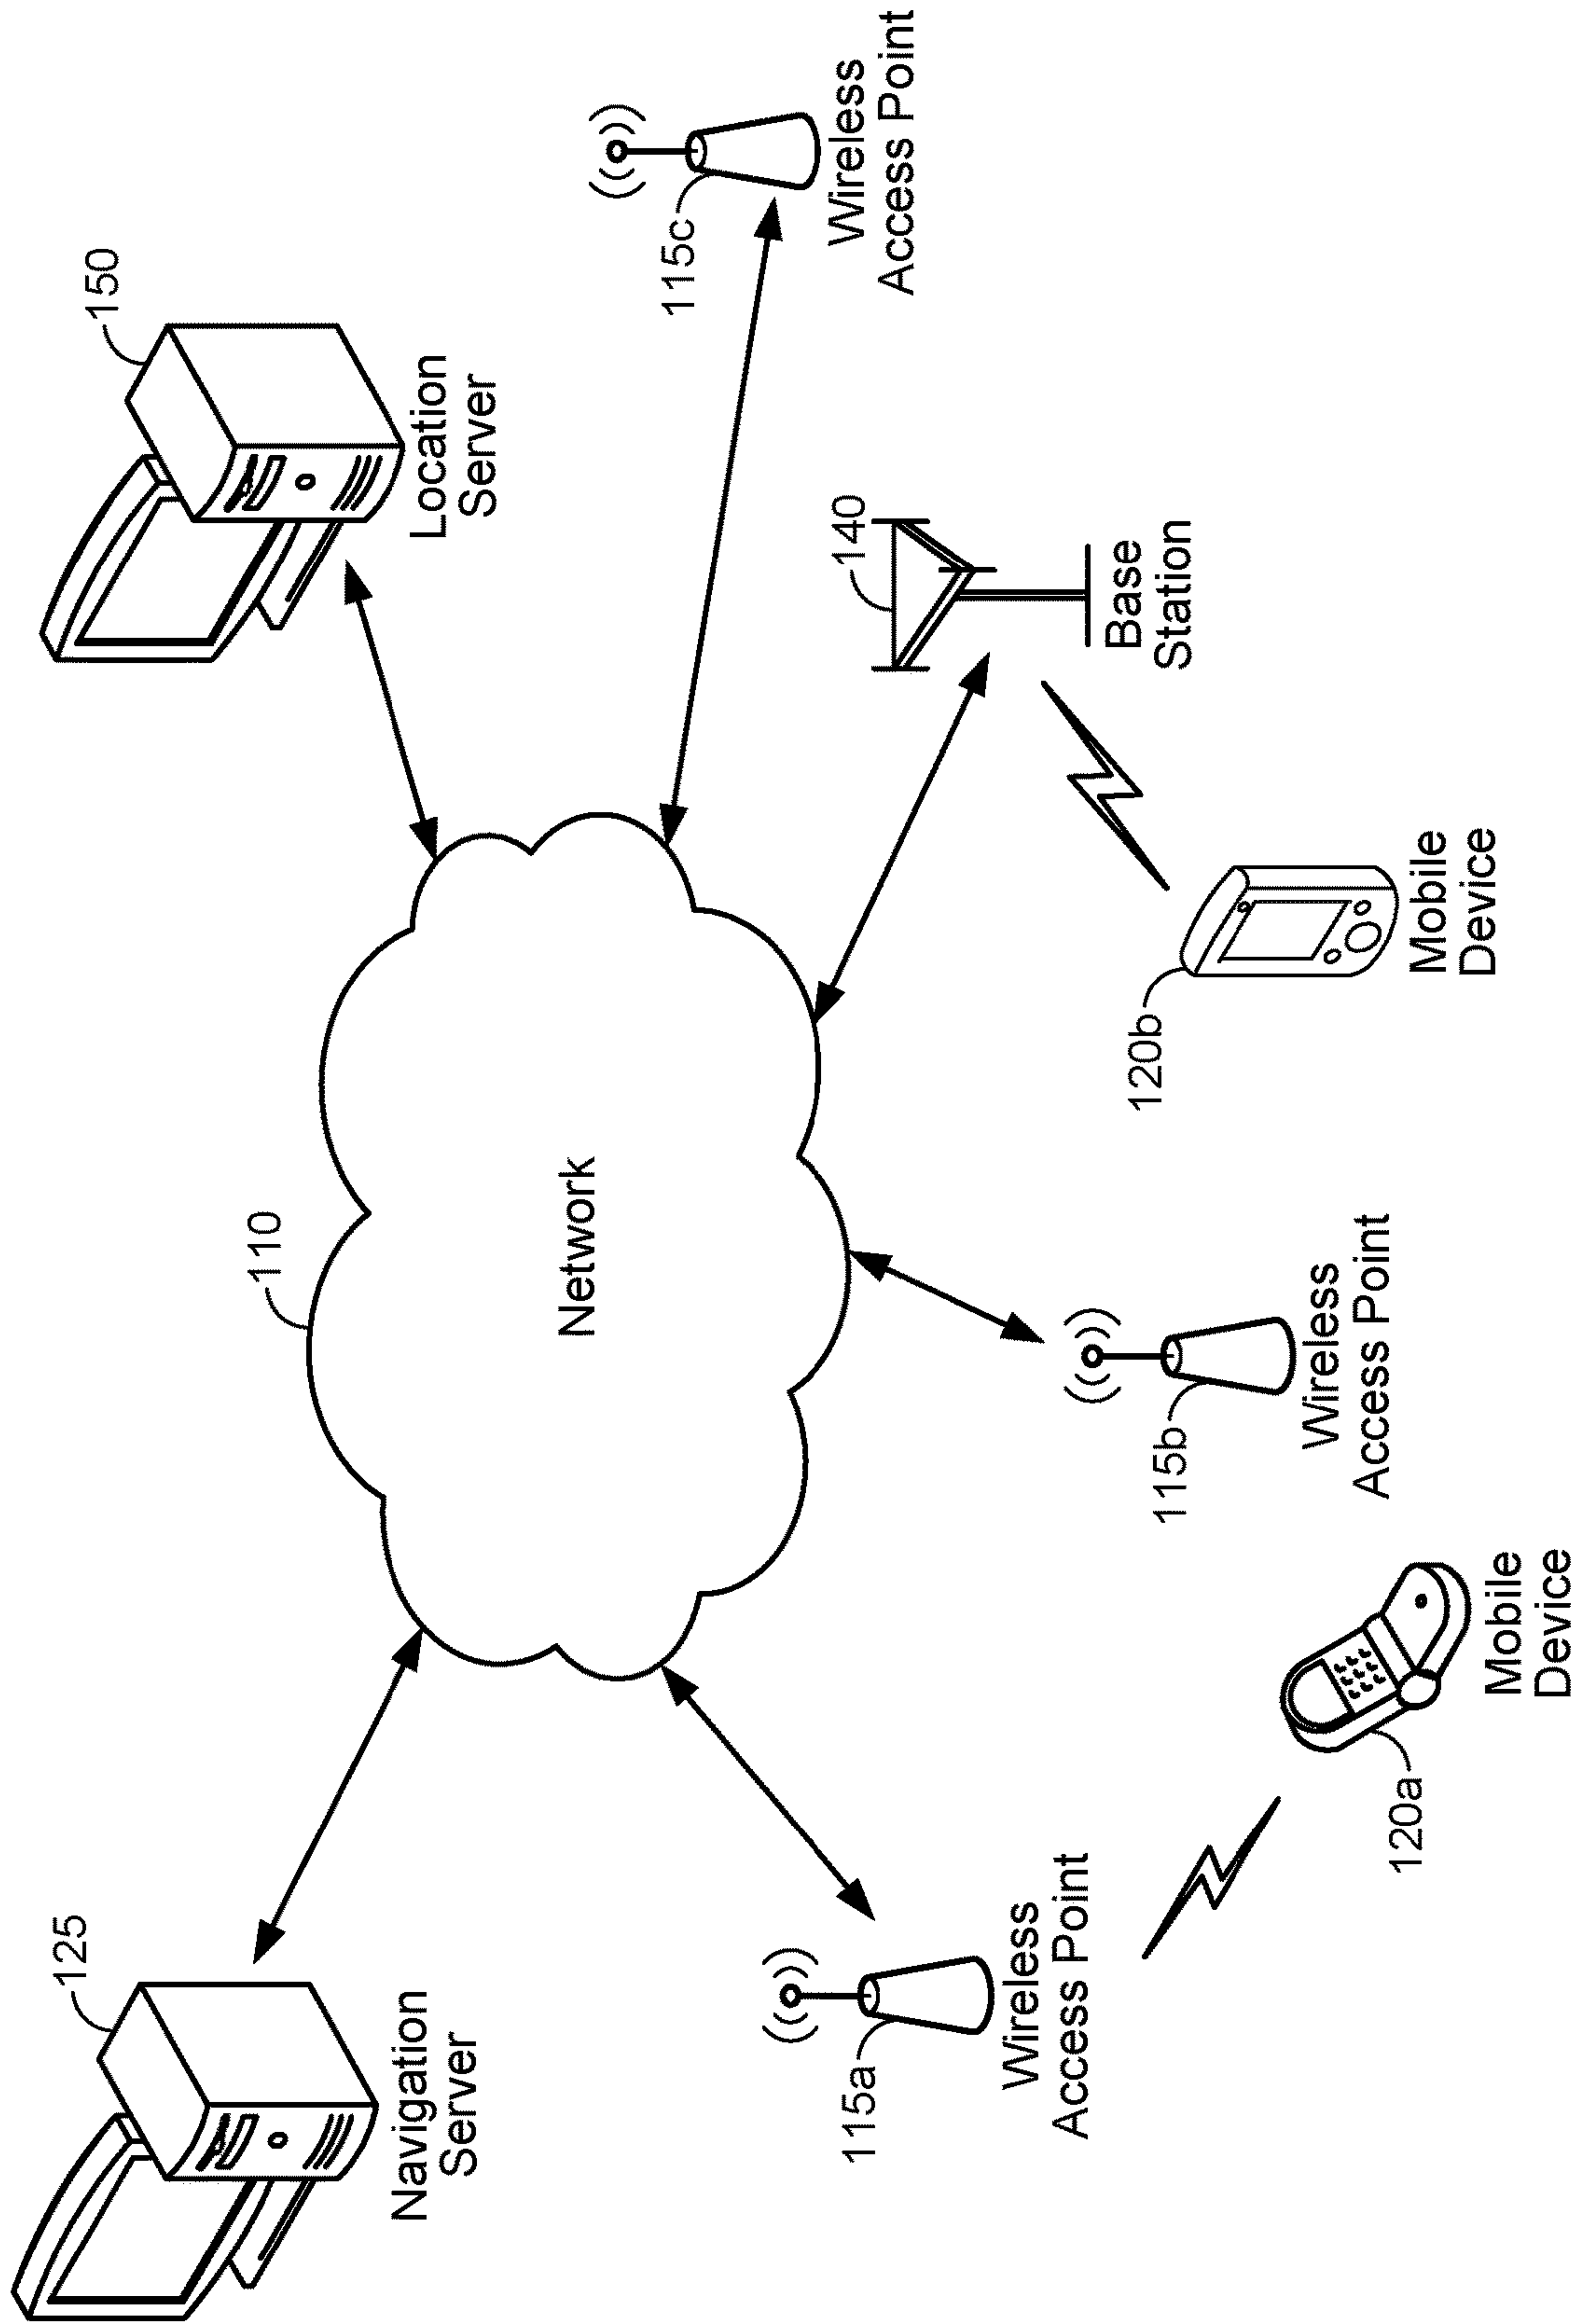 125
Navigation
Server
150
Location
Server
110
Network
115a
Wireless
Access Point
120a
Mobile
Device
115b
Wireless
Access Point
120b
Mobile
Device
140
Base
Station
115c
Wireless
Access Point